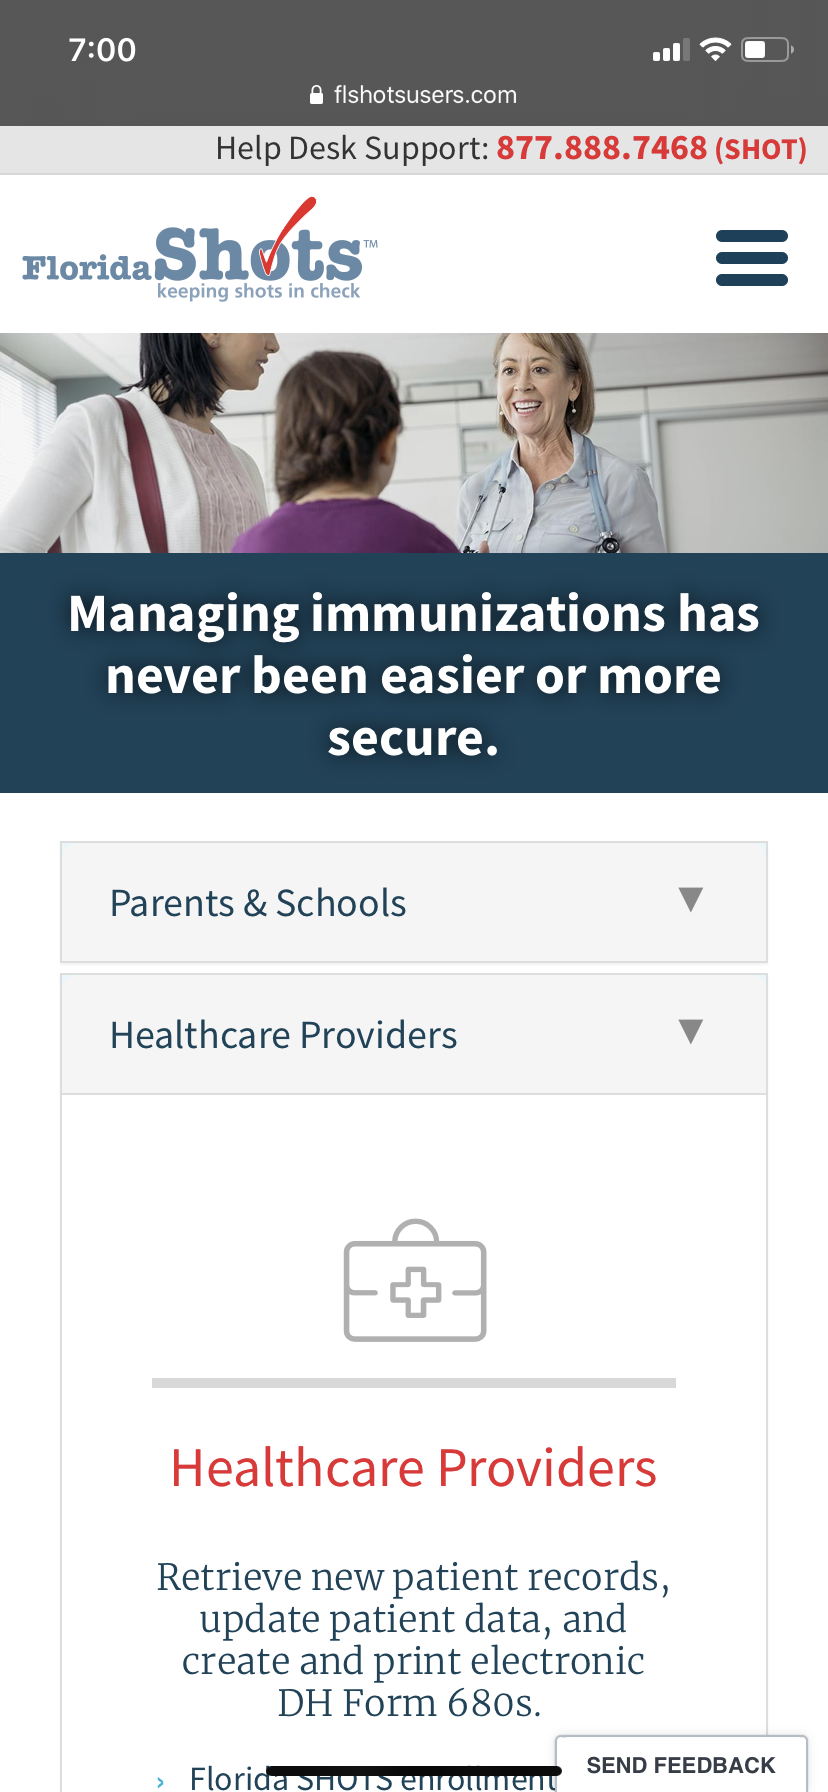 7:00
flshotsusers.com
Help Desk Support: 877.888.7468 (SHOT)
Florida Shots™
keeping shots in check
Managing immunizations has
never been easier or more
secure.
Parents & Schools ▼
Healthcare Providers ▼
Healthcare Providers
Retrieve new patient records,
update patient data, and
create and print electronic
DH Form 680s.
› Florida SHOTS enrollment
SEND FEEDBACK